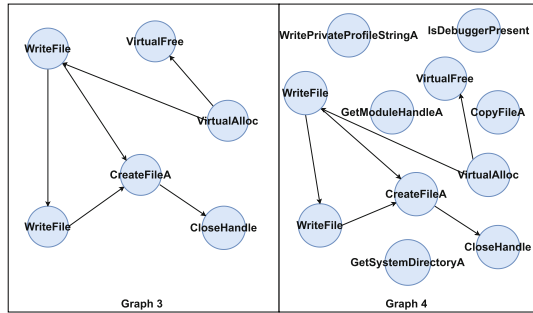 WriteFile
VirtualFree
VirtualAlloc
CreateFileA
WriteFile
CloseHandle
Graph 3
WritePrivateProfileStringA
IsDebuggerPresent
VirtualFree
WriteFile
GetModuleHandleA
CopyFileA
VirtualAlloc
CreateFileA
WriteFile
CloseHandle
GetSystemDirectoryA
Graph 4